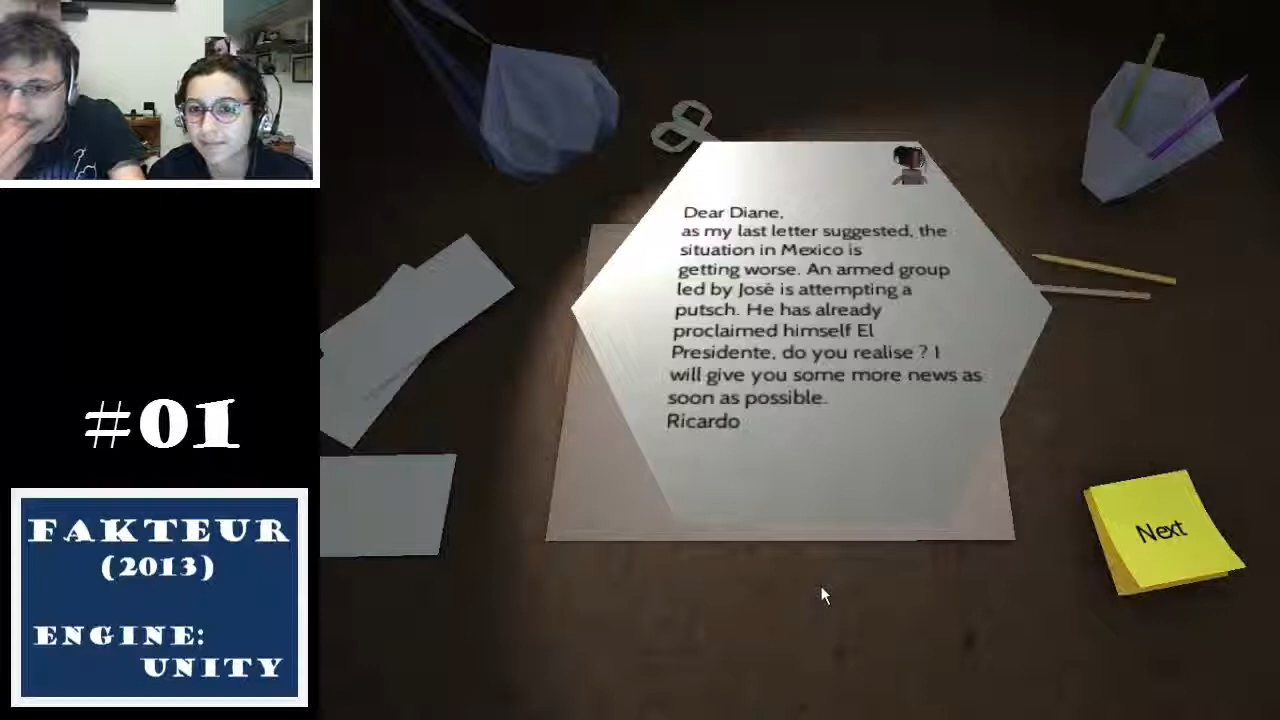 Dear Diane,
as my last letter suggested, the
situation in Mexico is
getting worse. An armed group
led by José is attempting a
putsch. He has already
proclaimed himself El
Presidente, do you realise ? I
will give you some more news as
soon as possible.
Ricardo
Next
#01
FAKTEUR
(2013)
ENGINE:
UNITY